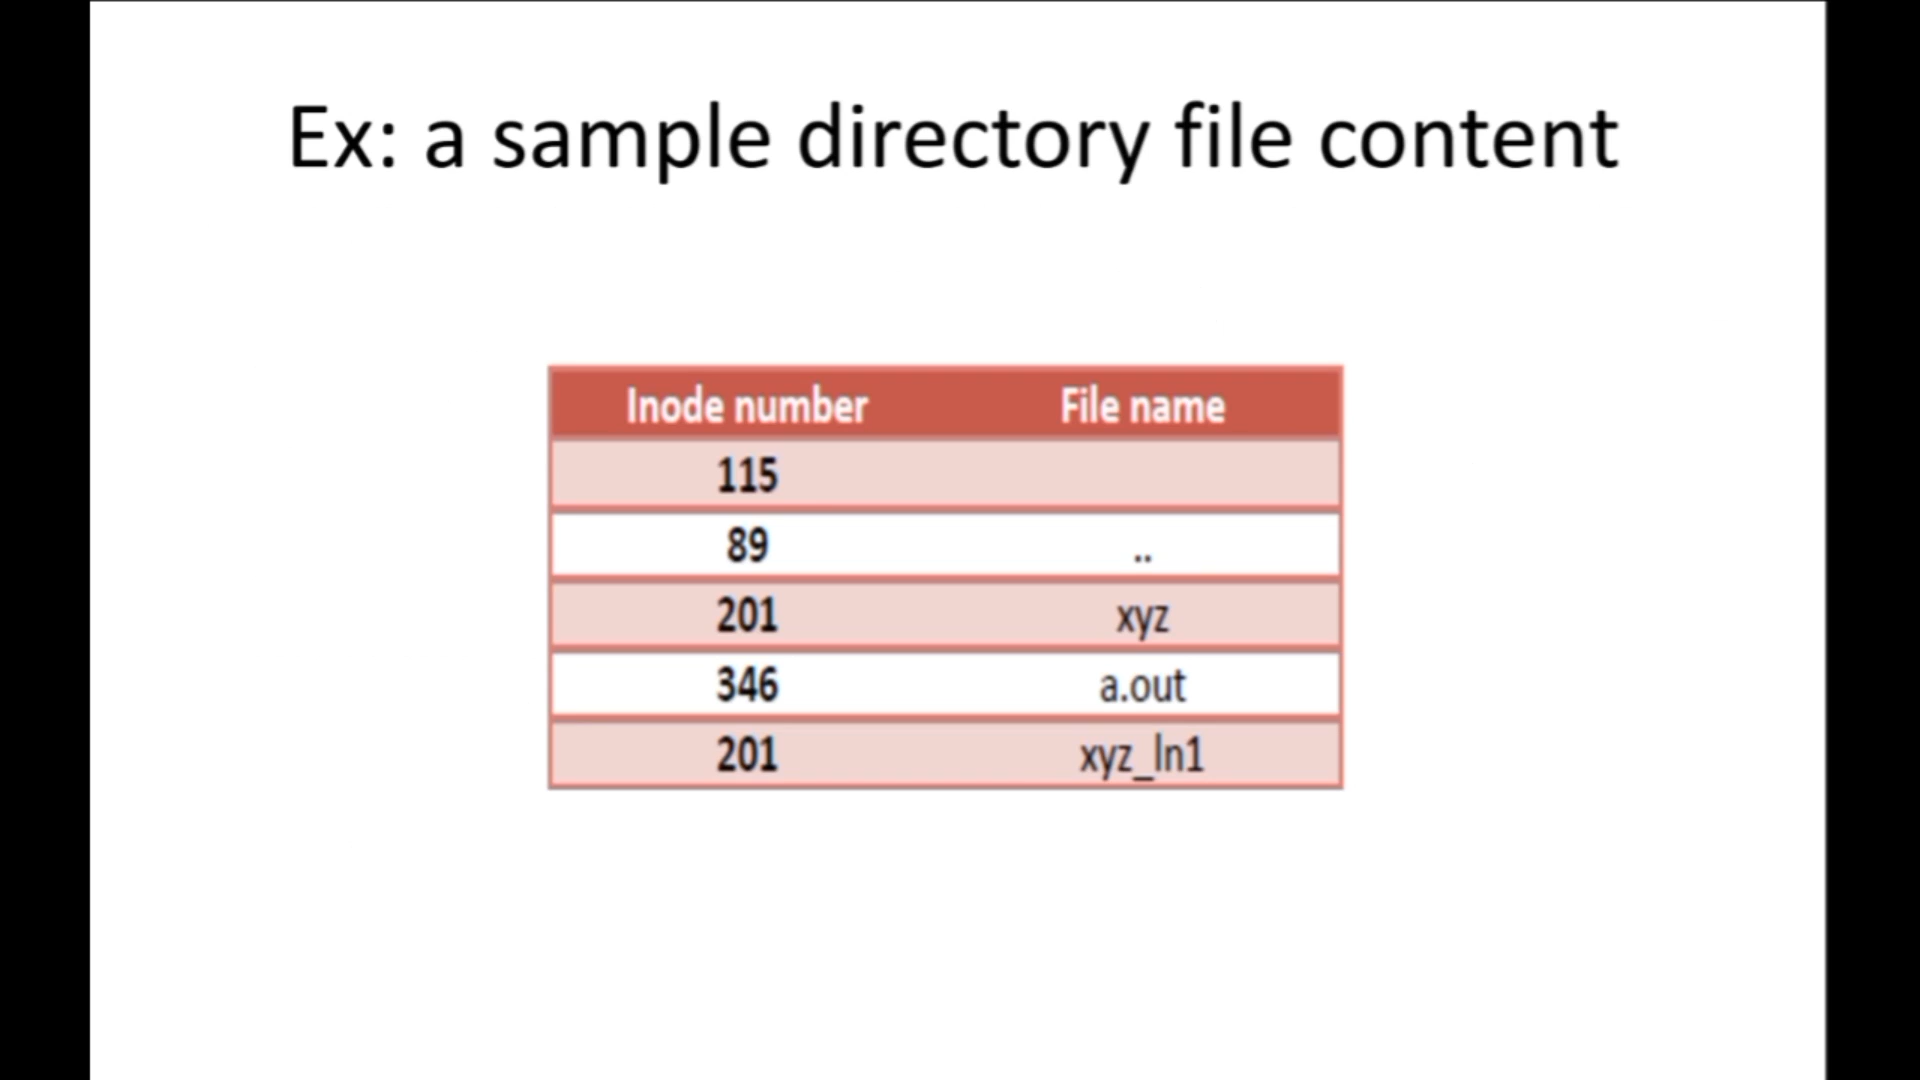 Ex: a sample directory file content
Inode number File name
115
89 ..
201 xyz
346 a.out
201 xyz_ln1